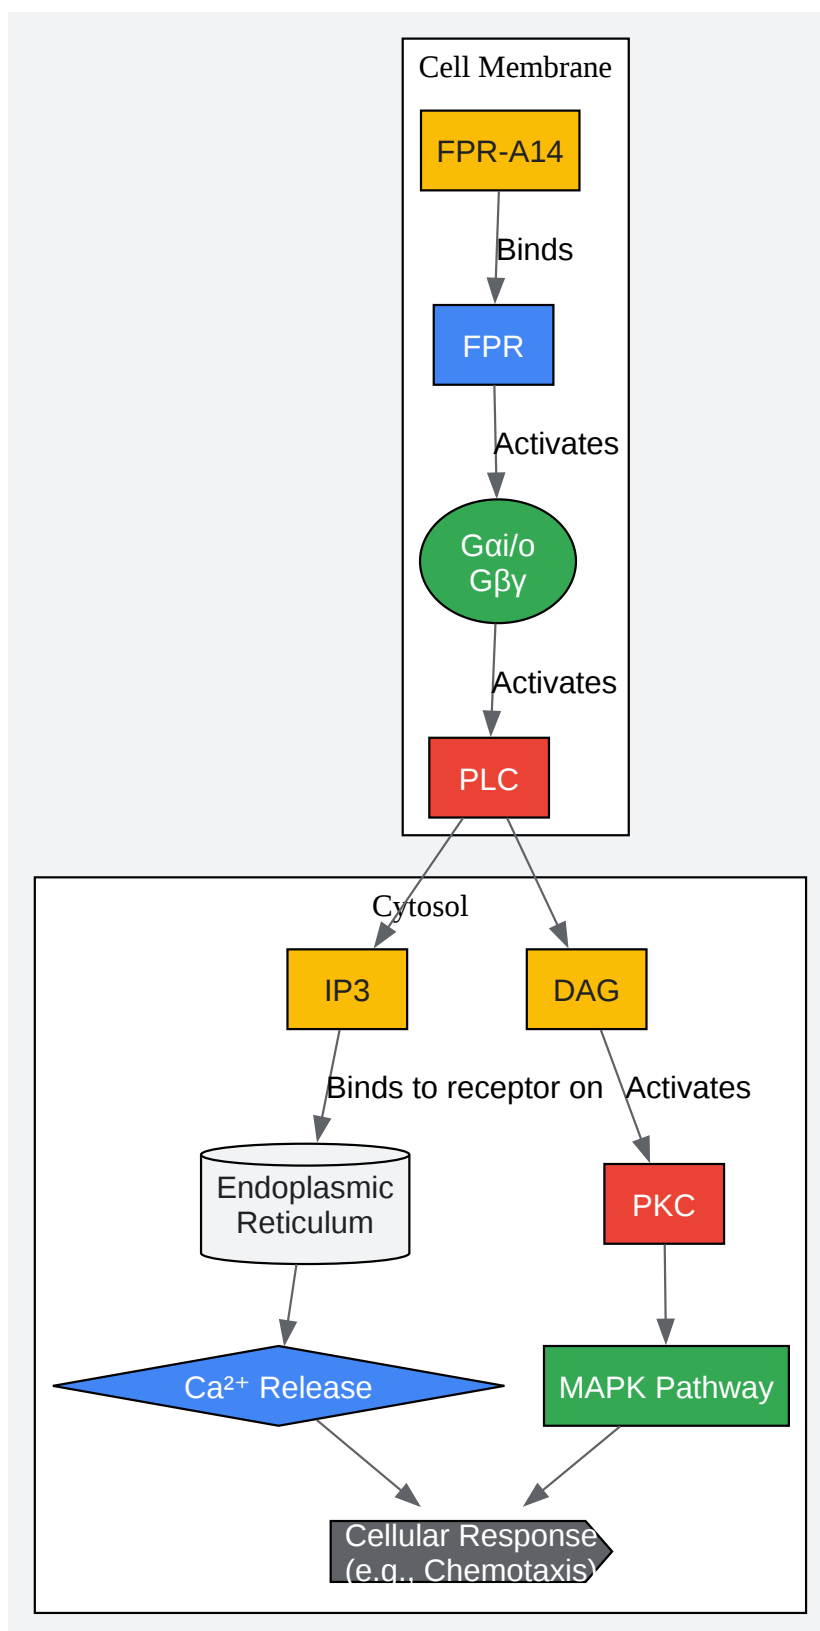 Cell Membrane
FPR-A14
Binds
FPR
Activates
Gαi/o
Gβγ
Activates
PLC
Cytosol
IP3
DAG
Binds to receptor on
Activates
Endoplasmic
Reticulum
PKC
Ca²⁺ Release
MAPK Pathway
Cellular Response
(e.g., Chemotaxis)